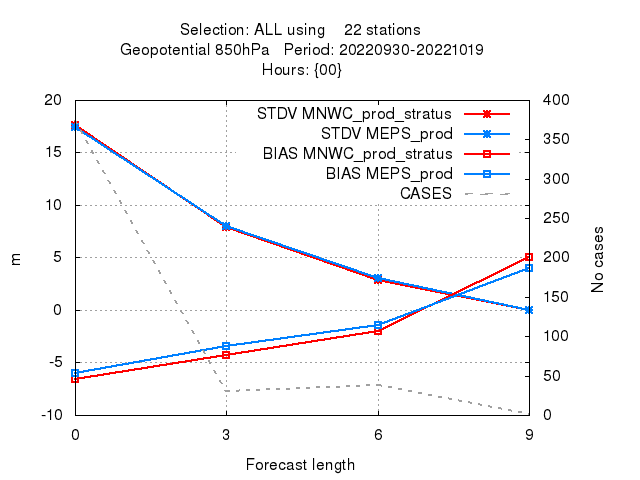 Selection: ALL using    22 stations
Geopotential 850hPa   Period: 20220930-20221019
Hours: {00}
STDV MNWC_prod_stratus
STDV MEPS_prod
BIAS MNWC_prod_stratus
BIAS MEPS_prod
CASES
20
15
10
5
0
-5
-10
m
400
350
300
250
200
150
100
50
0
No cases
0 3 6 9
Forecast length